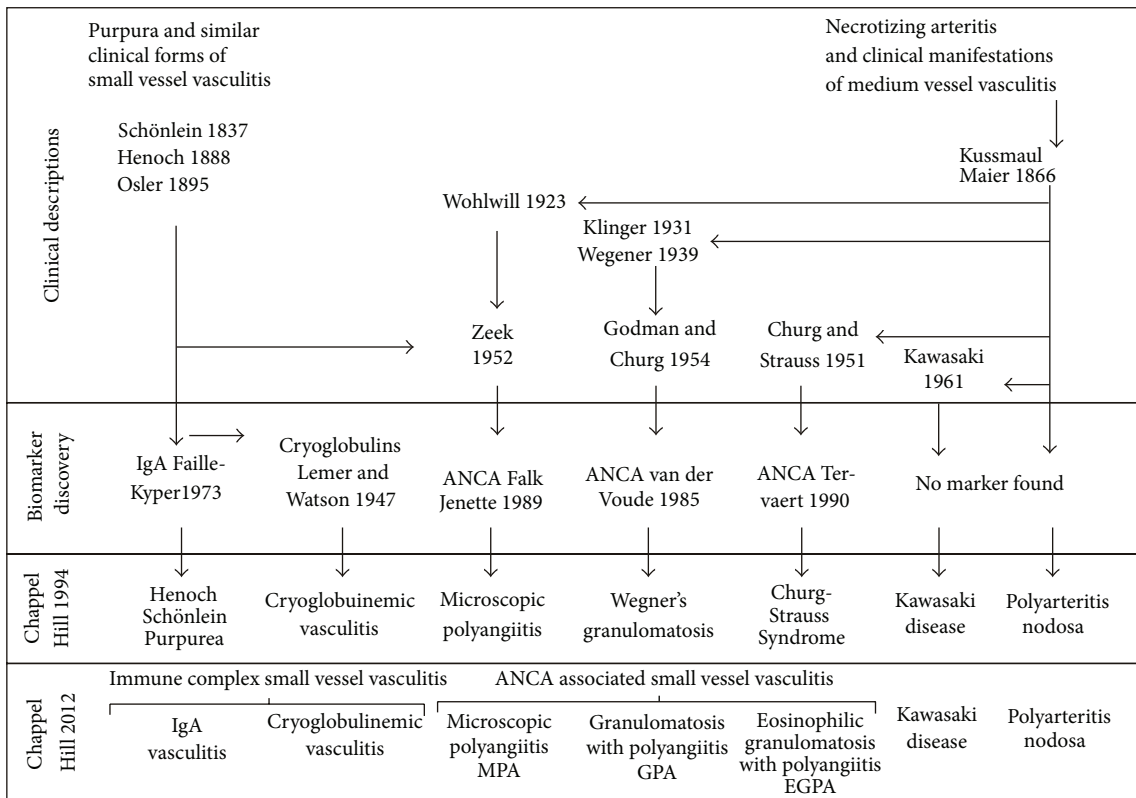 Purpura and similar
clinical forms of
small vessel vasculitis
Necrotizing arteritis
and clinical manifestations
of medium vessel vasculitis
Clinical descriptions
Schönlein 1837
Henoch 1888
Osler 1895
Kussmaul
Maier 1866
Wohlwill 1923
Klinger 1931
Wegener 1939
Zeek
1952
Godman and
Churg 1954
Churg and
Strauss 1951
Kawasaki
1961
Biomarker
discovery
IgA Faille-
Kyper1973
Cryoglobulins
Lemer and
Watson 1947
ANCA Falk
Jenette 1989
ANCA van der
Voude 1985
ANCA Ter-
vaert 1990
No marker found
Chappel
Hill 1994
Henoch
Schönlein
Purpurea
Cryoglobuinemic
vasculitis
Microscopic
polyangiitis
Wegner's
granulomatosis
Churg-
Strauss
Syndrome
Kawasaki
disease
Polyarteritis
nodosa
Chappel
Hill 2012
Immune complex small vessel vasculitis
ANCA associated small vessel vasculitis
IgA
vasculitis
Cryoglobulinemic
vasculitis
Microscopic
polyangiitis
MPA
Granulomatosis
with polyangiitis
GPA
Eosinophilic
granulomatosis
with polyangiitis
EGPA
Kawasaki
disease
Polyarteritis
nodosa